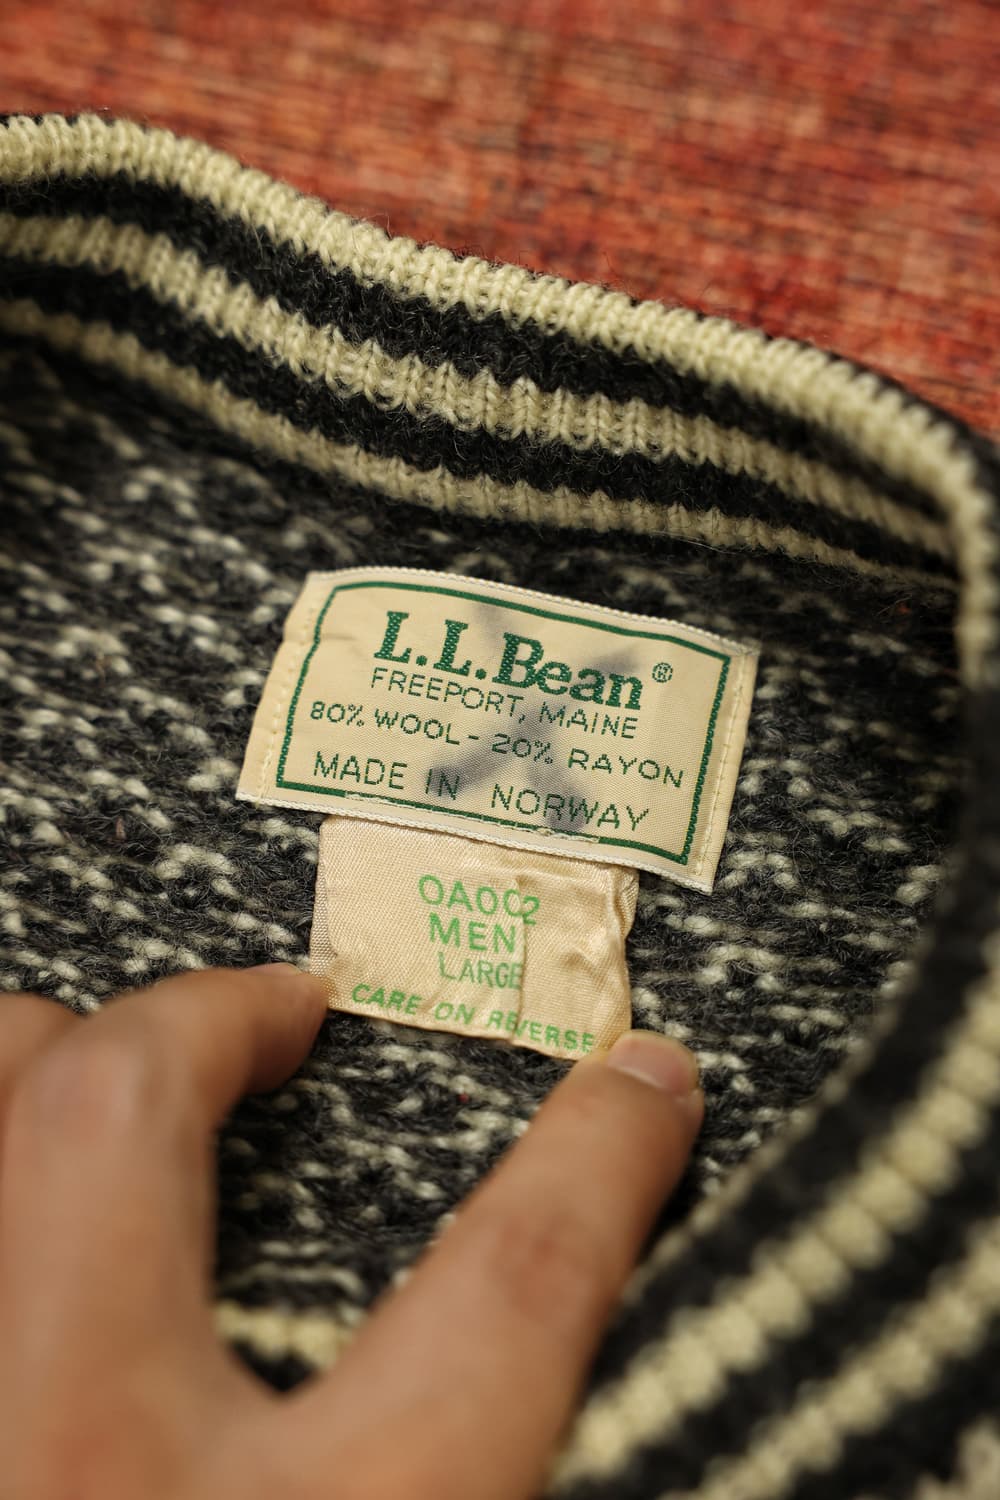 L.L.Bean®
FREEPORT, MAINE
80% WOOL - 20% RAYON
MADE IN NORWAY
OA002
MEN
LARGE
CARE ON REVERSE